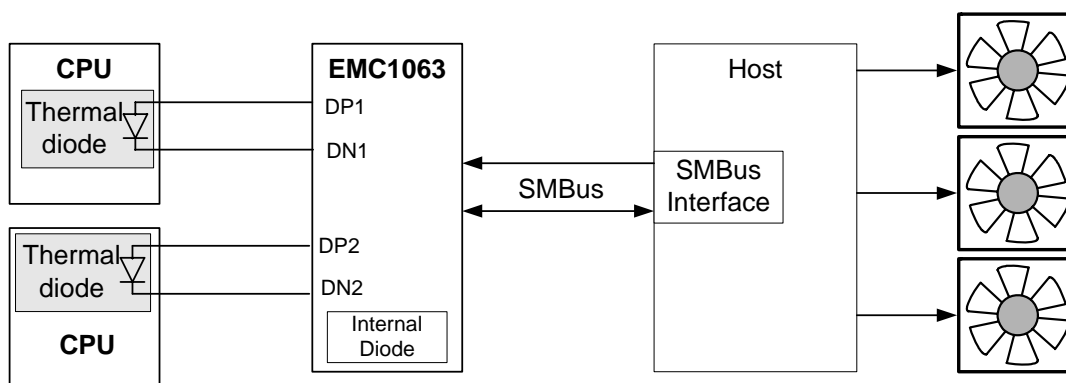 CPU
Thermal
diode
Thermal
diode
CPU
EMC1063
DP1
DN1
DP2
DN2
Internal
Diode
SMBus
Host
SMBus
Interface